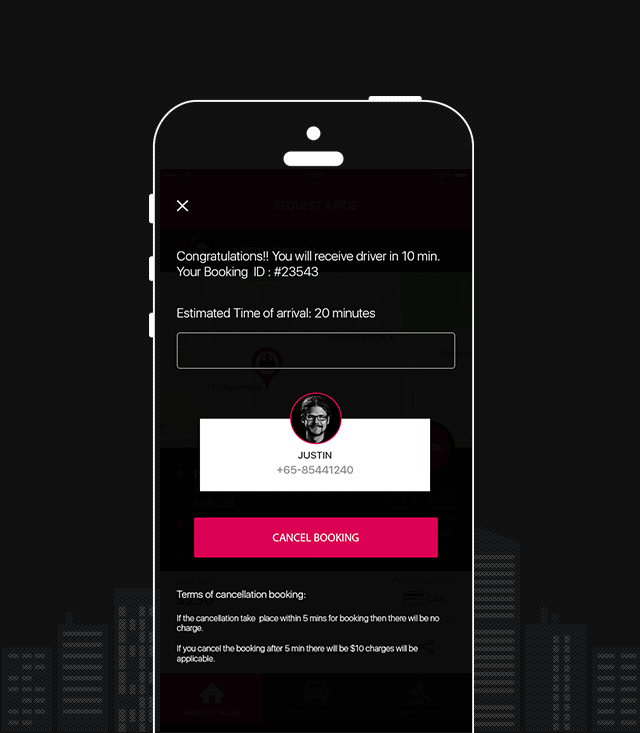 REQUEST A RIDE
Congratulations!! You will receive driver in 10 min.
Your Booking ID : #23543
Estimated Time of arrival: 20 minutes
JUSTIN
+65-85441240
CANCEL BOOKING
Terms of cancellation booking:
If the cancellation take place within 5 mins for booking then there wil be no
charge.
If you cancel the booking after 5 min there will be $10 charges will be
applicable.
REQUEST A RIDE